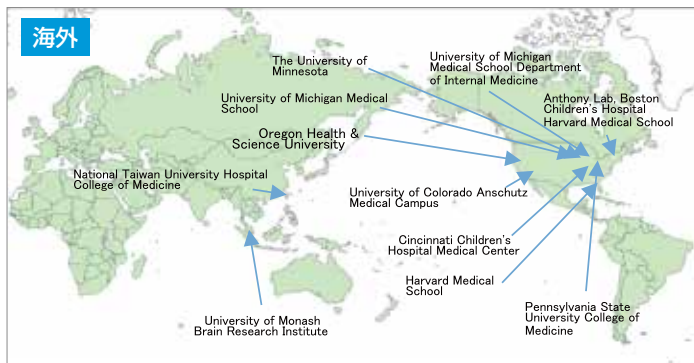 海外
The University of
Minnesota
University of Michigan
Medical School Department
of Internal Medicine
University of Michigan Medical
School
Anthony Lab, Boston
Children's Hospital
Harvard Medical School
Oregon Health &
Science University
National Taiwan University Hospital
College of Medicine
University of Colorado Anschutz
Medical Campus
Cincinnati Children's
Hospital Medical Center
Harvard Medical
School
Pennsylvania State
University College of
Medicine
University of Monash
Brain Research Institute